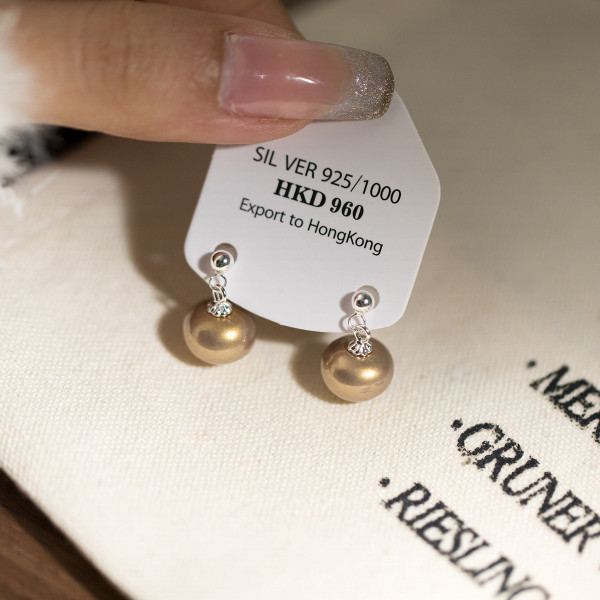 SIL VER 925/1000
HKD 960
Export to HongKong
· GRUNER
· RIESLING